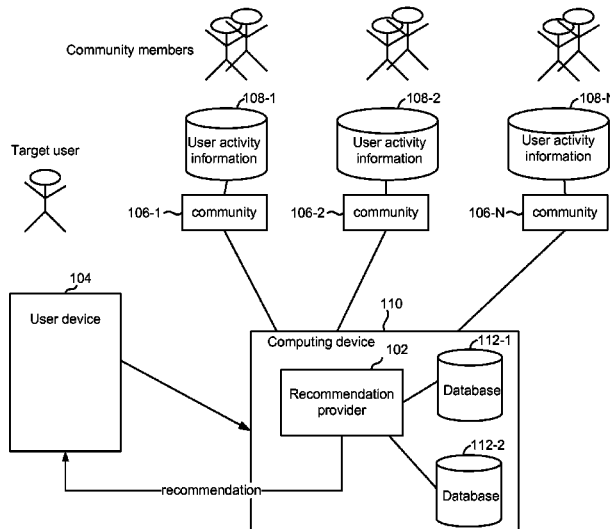 Community members
108-1
108-2
108-N
User activity
information
User activity
information
User activity
information
Target user
106-1
community
106-2
community
106-N
community
104
User device
110
Computing device
102
Recommendation
provider
112-1
Database
112-2
Database
recommendation